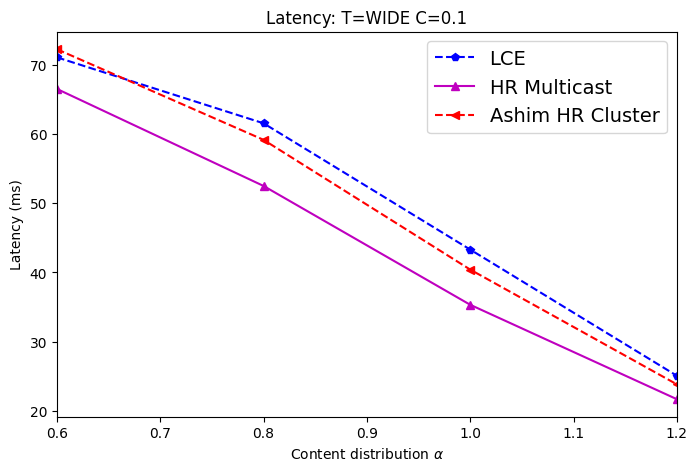 Latency: T=WIDE C=0.1
LCE
HR Multicast
Ashim HR Cluster
Latency (ms)
70
60
50
40
30
20
0.6 0.7 0.8 0.9 1.0 1.1 1.2
Content distribution α